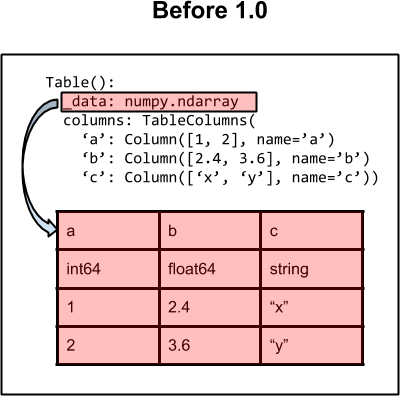 Before 1.0
Table():
_data: numpy.ndarray
columns: TableColumns(
‘a’: Column([1, 2], name=’a’)
‘b’: Column([2.4, 3.6], name=’b’)
‘c’: Column([‘x’, ‘y’], name=’c’))
a b c
int64 float64 string
1 2.4 “x”
2 3.6 “y”